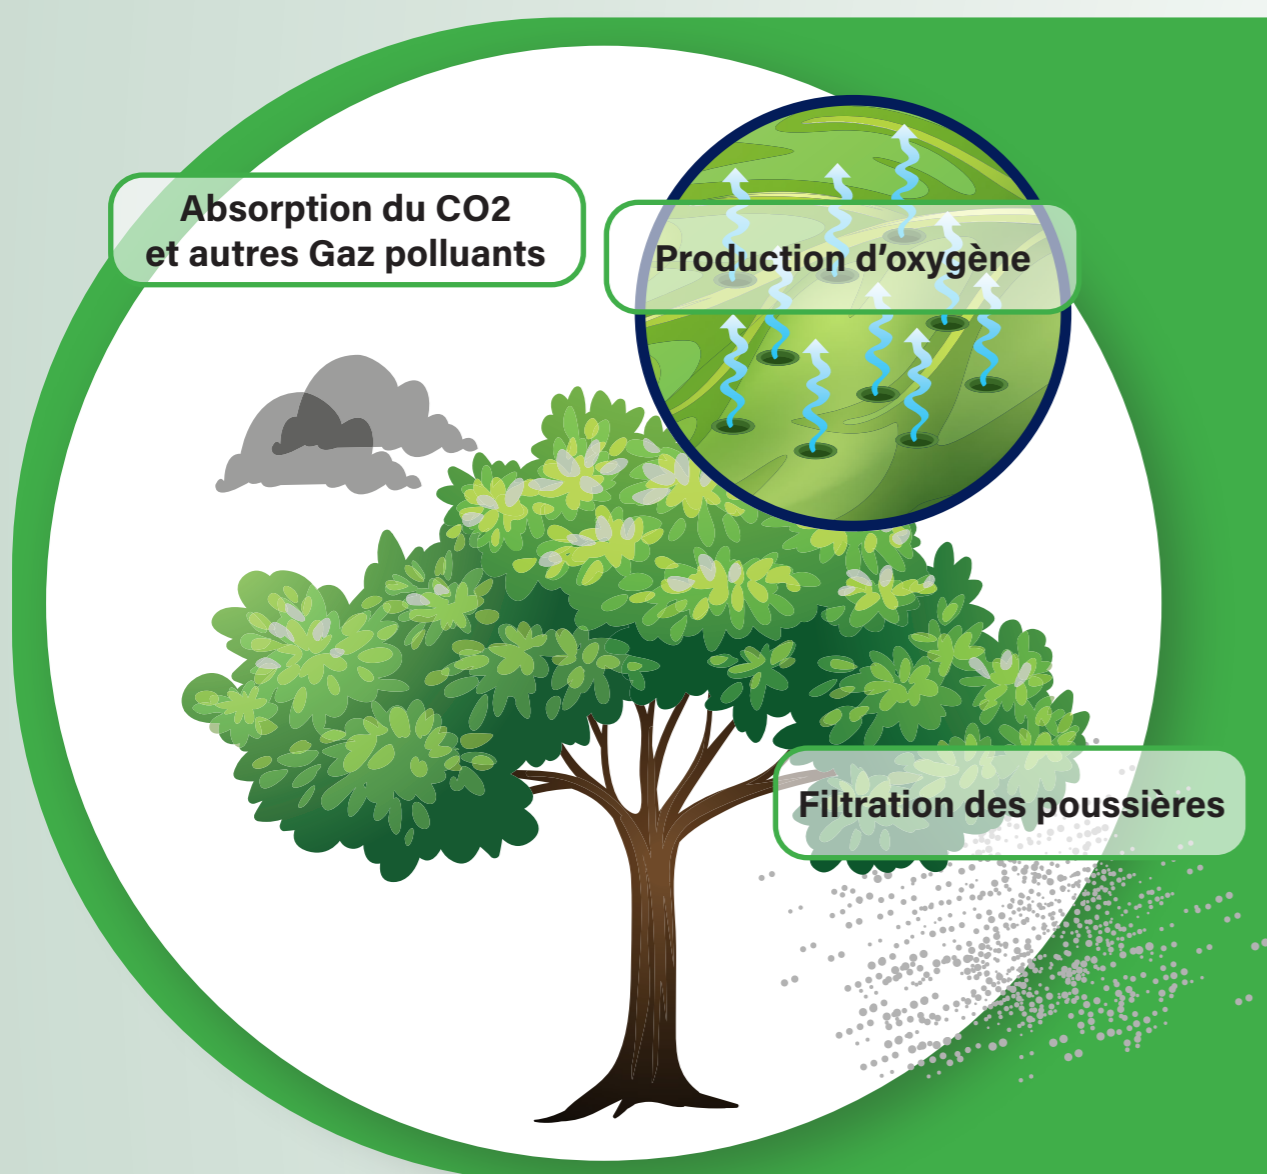 Absorption du CO2
et autres Gaz polluants
Production d’oxygène
Filtration des poussières